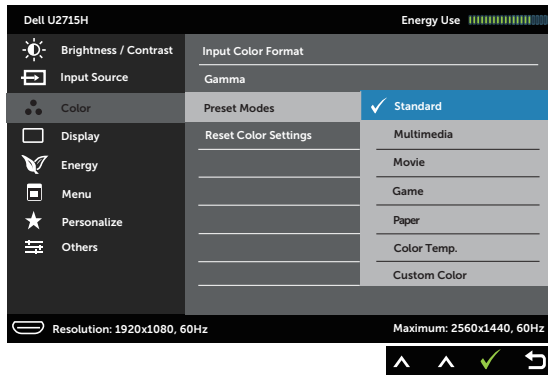 Dell U2715H Energy Use
Brightness / Contrast
Input Source
Color
Display
Energy
Menu
Personalize
Others
Input Color Format
Gamma
Preset Modes
Reset Color Settings
Standard
Multimedia
Movie
Game
Paper
Color Temp.
Custom Color
Resolution: 1920x1080, 60Hz Maximum: 2560x1440, 60Hz